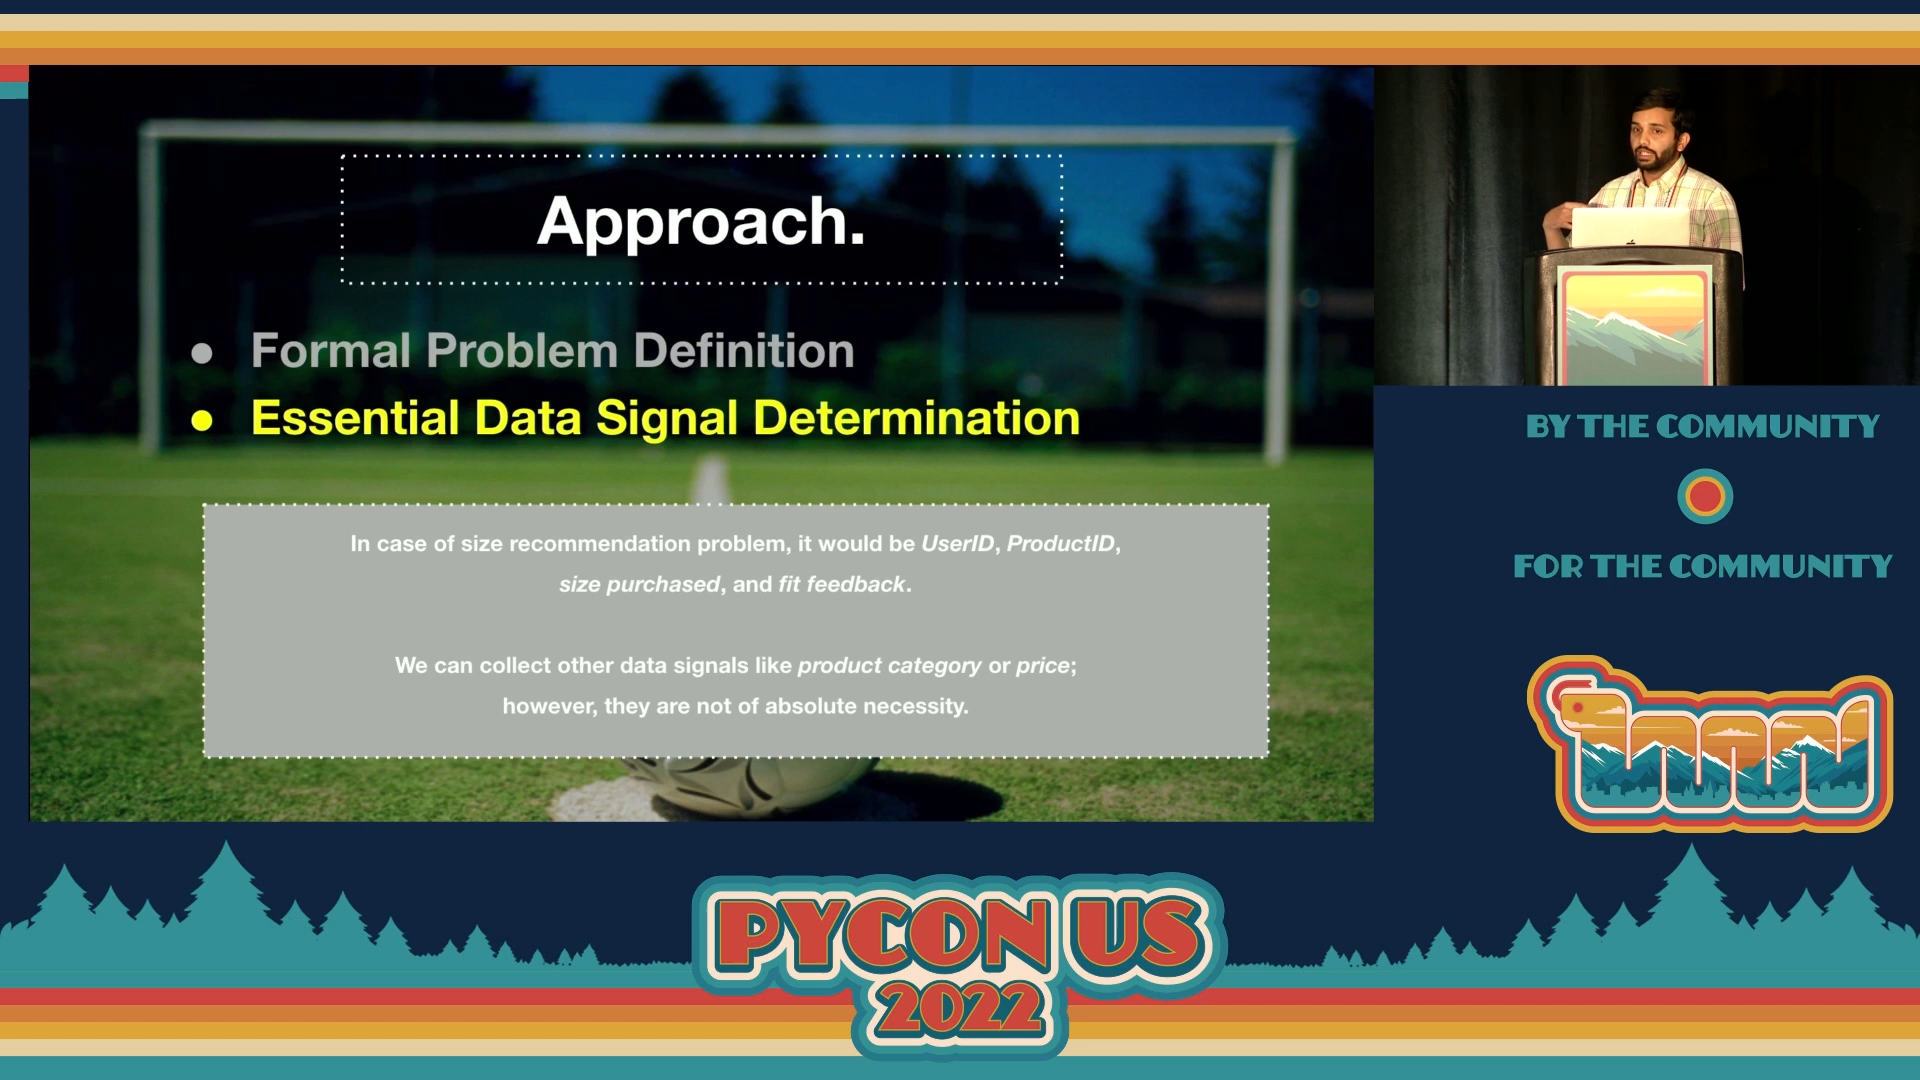 Approach.
● Formal Problem Definition
● Essential Data Signal Determination
In case of size recommendation problem, it would be UserID, ProductID,
size purchased, and fit feedback.
We can collect other data signals like product category or price;
however, they are not of absolute necessity.
BY THE COMMUNITY
FOR THE COMMUNITY
PYCON US
2022